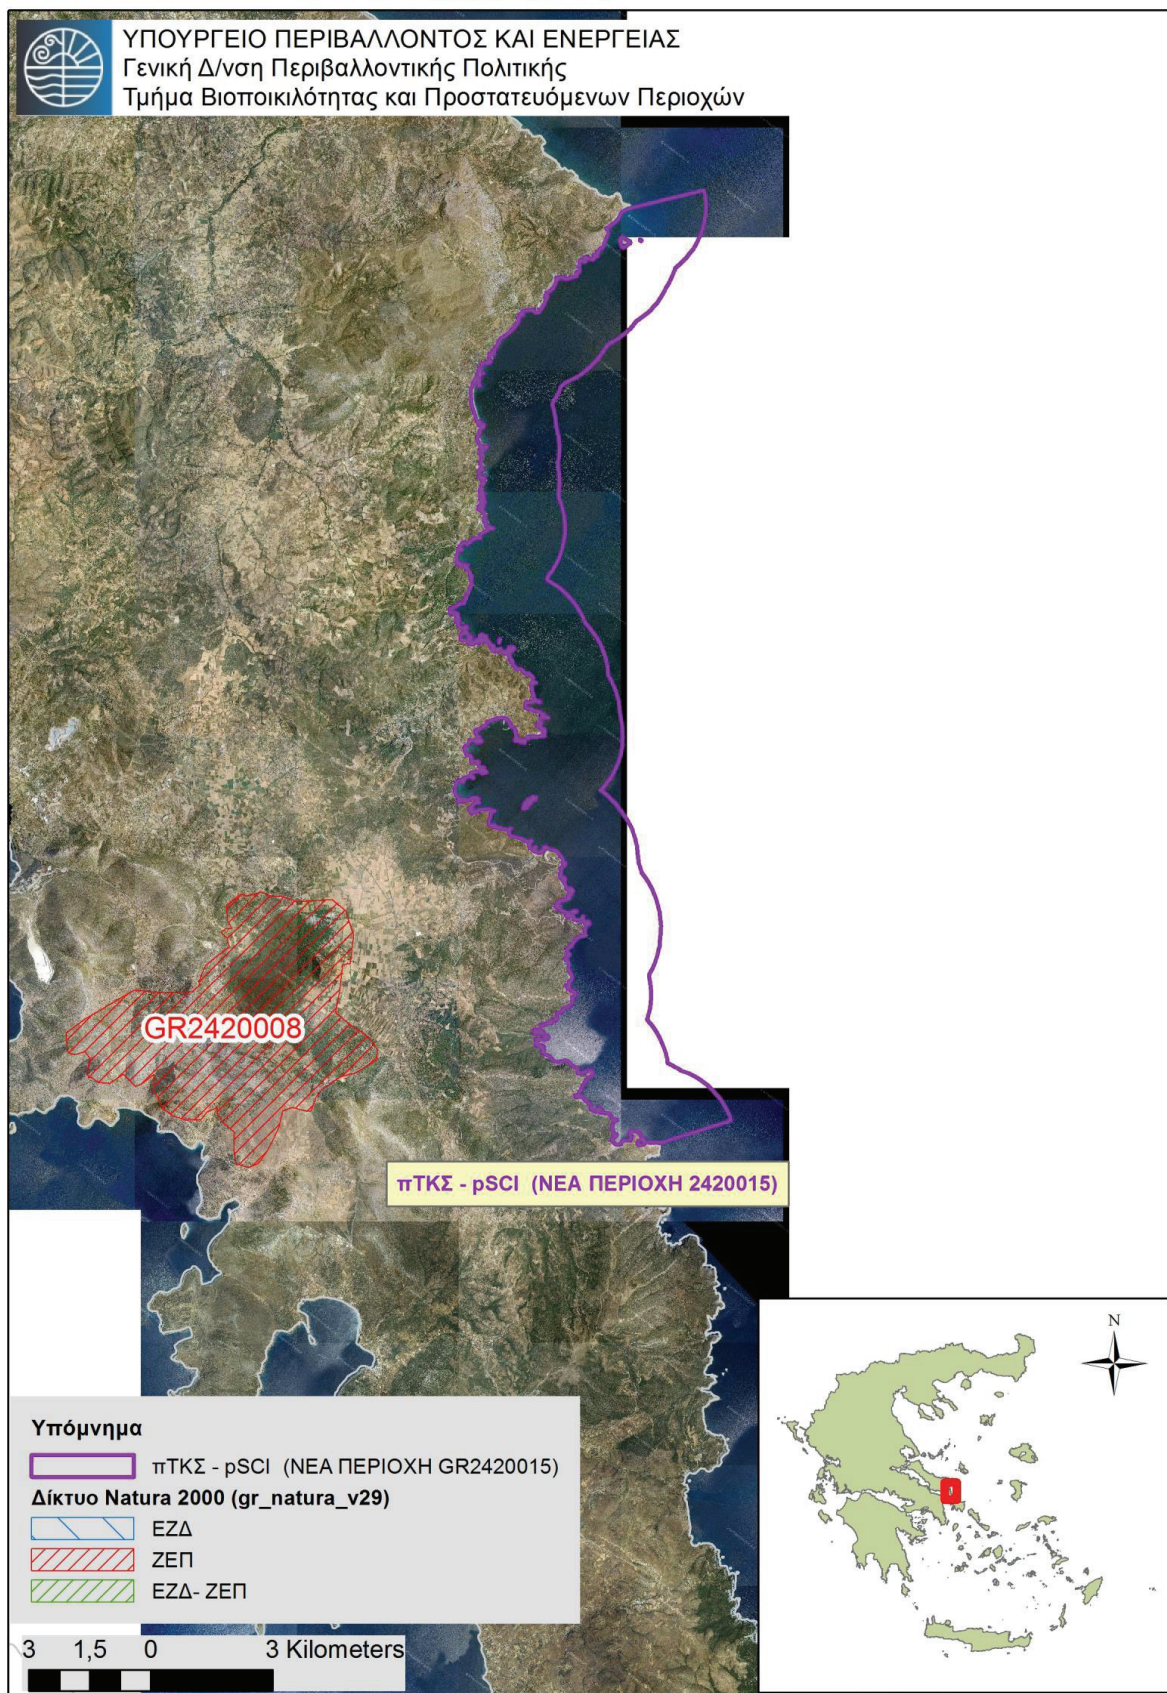 ΥΠΟΥΡΓΕΙΟ ΠΕΡΙΒΑΛΛΟΝΤΟΣ ΚΑΙ ΕΝΕΡΓΕΙΑΣ
Γενική Δ/νση Περιβαλλοντικής Πολιτικής
Τμήμα Βιοποικιλότητας και Προστατευόμενων Περιοχών
GR2420008
πΤΚΣ - pSCI (ΝΕΑ ΠΕΡΙΟΧΗ 2420015)
N
Υπόμνημα
πΤΚΣ - pSCI (ΝΕΑ ΠΕΡΙΟΧΗ GR2420015)
Δίκτυο Natura 2000 (gr_natura_v29)
ΕΖΔ
ΖΕΠ
ΕΖΔ- ΖΕΠ
3 1,5 0 3 Kilometers